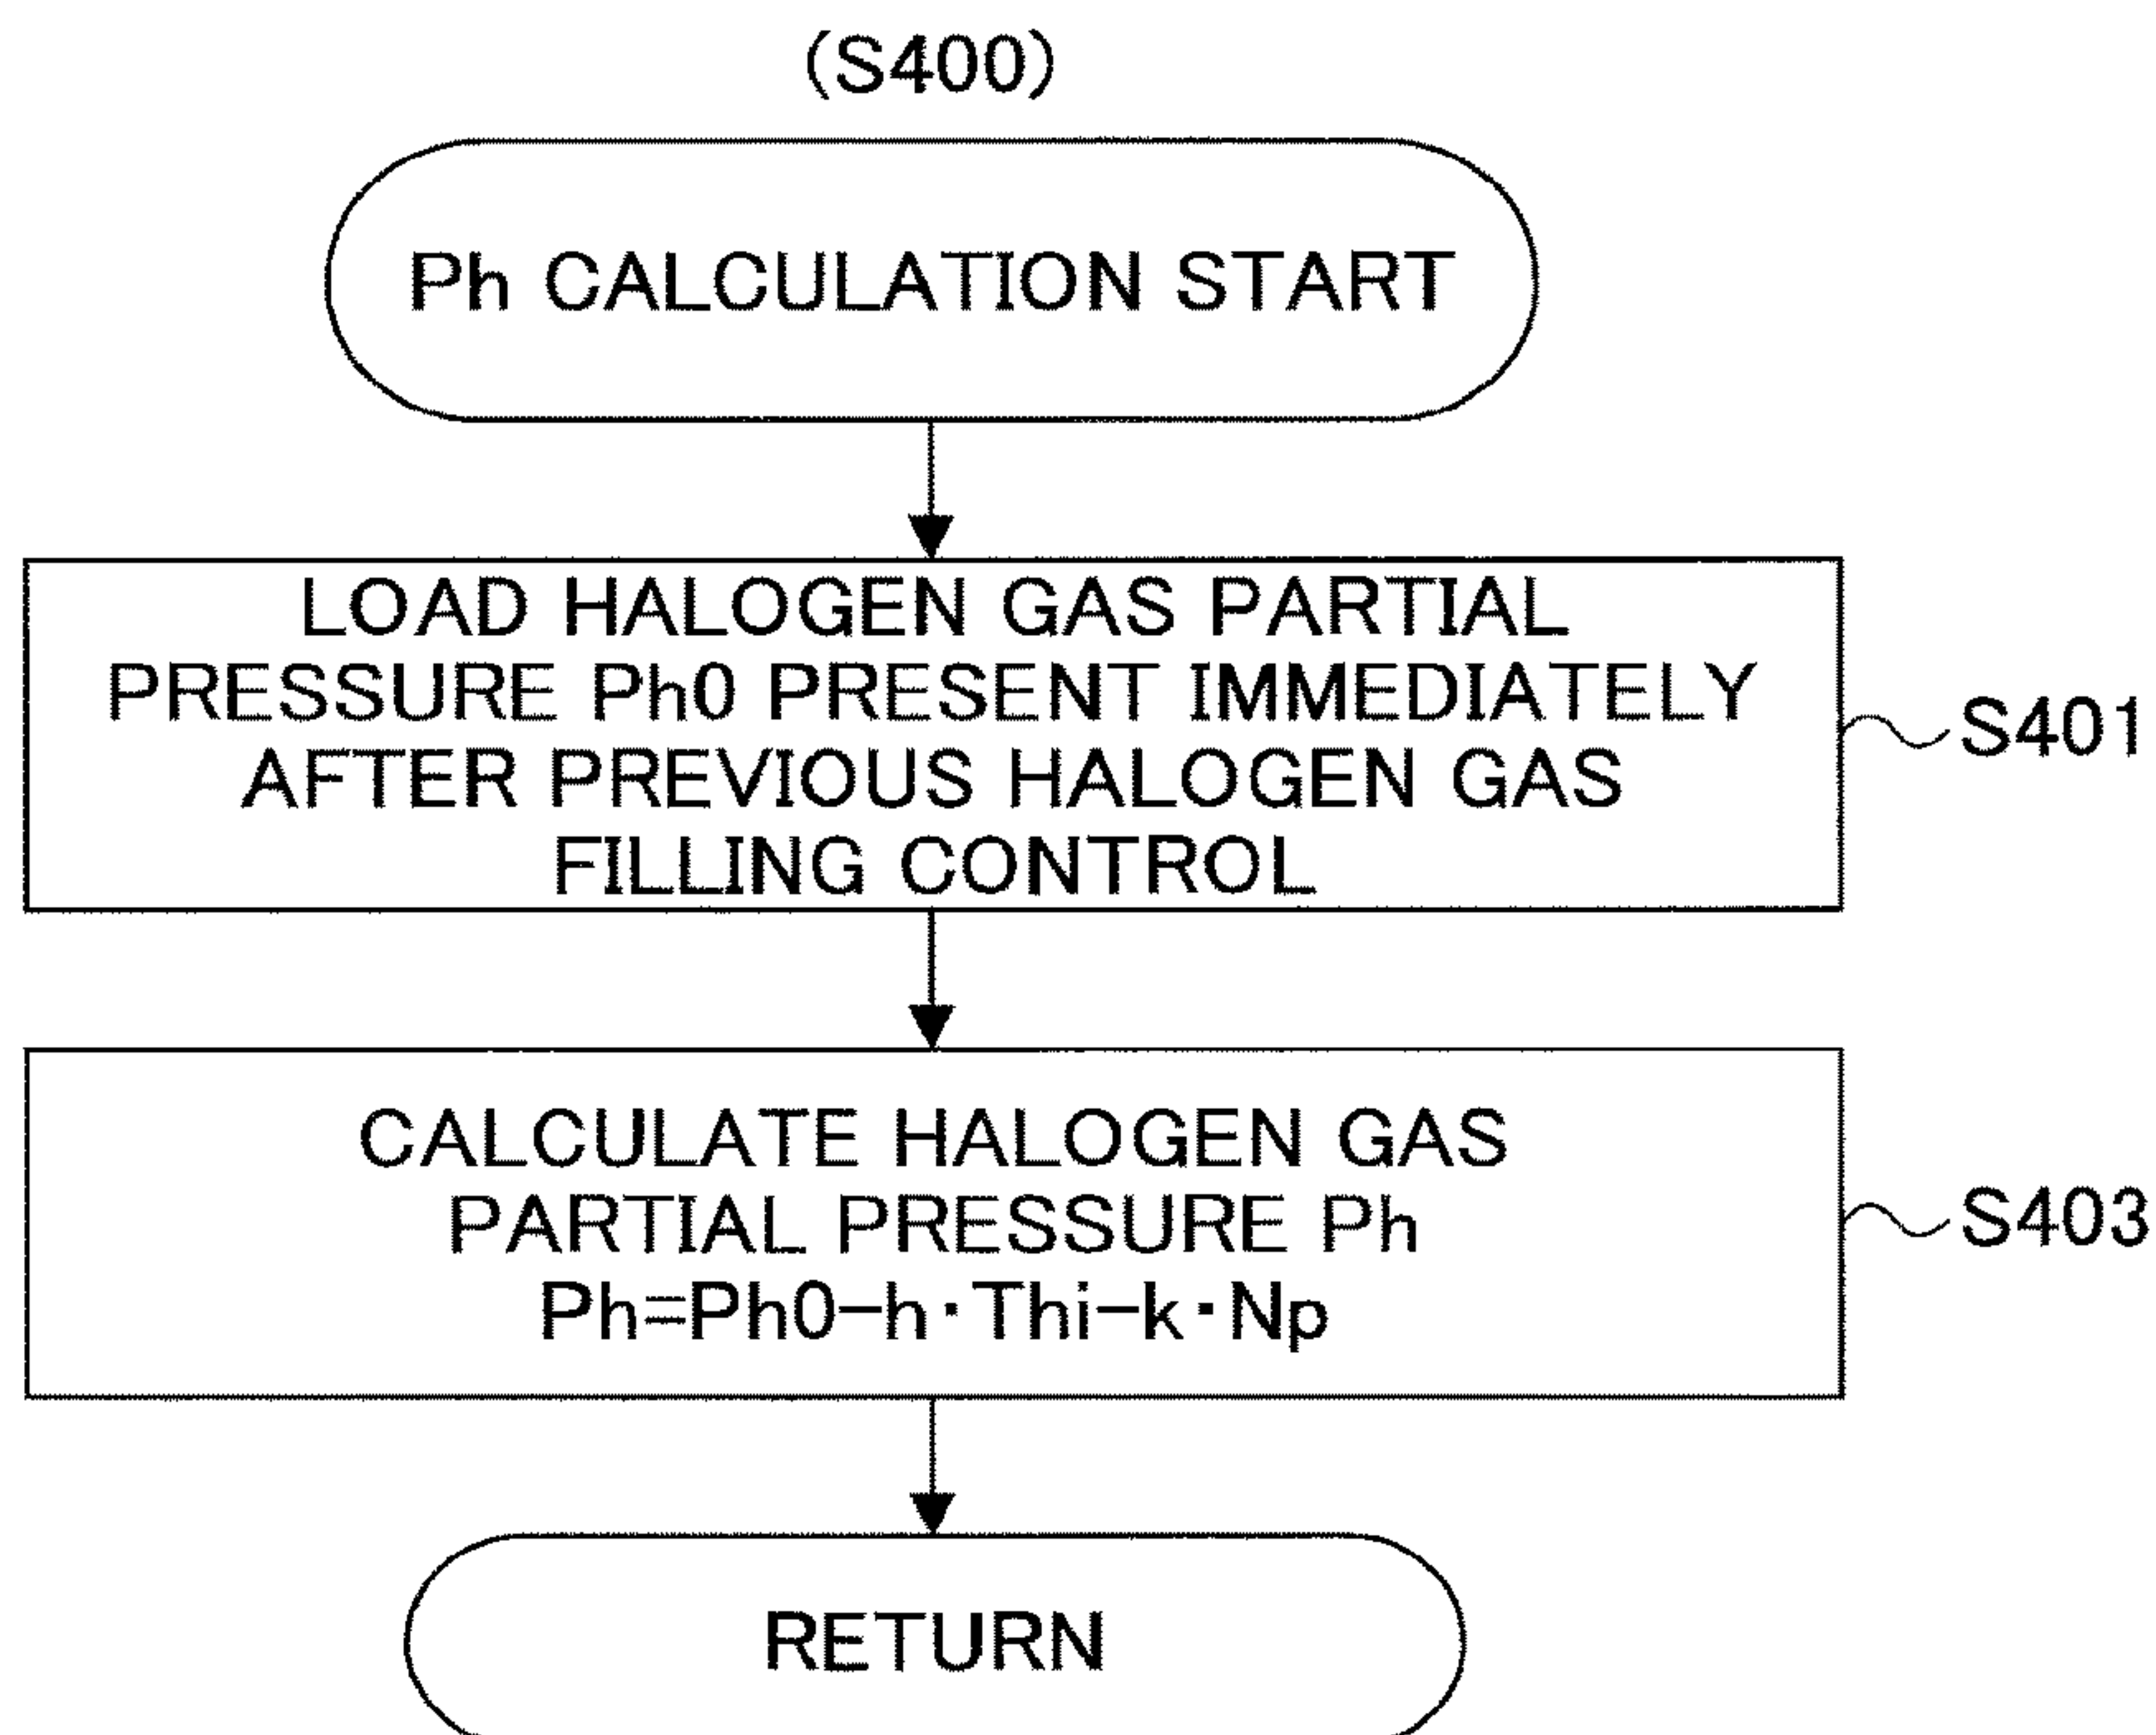 (S400)
Ph CALCULATION START
LOAD HALOGEN GAS PARTIAL
PRESSURE Ph0 PRESENT IMMEDIATELY
AFTER PREVIOUS HALOGEN GAS
FILLING CONTROL
S401
CALCULATE HALOGEN GAS
PARTIAL PRESSURE Ph
Ph=Ph0-h·Thi-k·Np
S403
RETURN